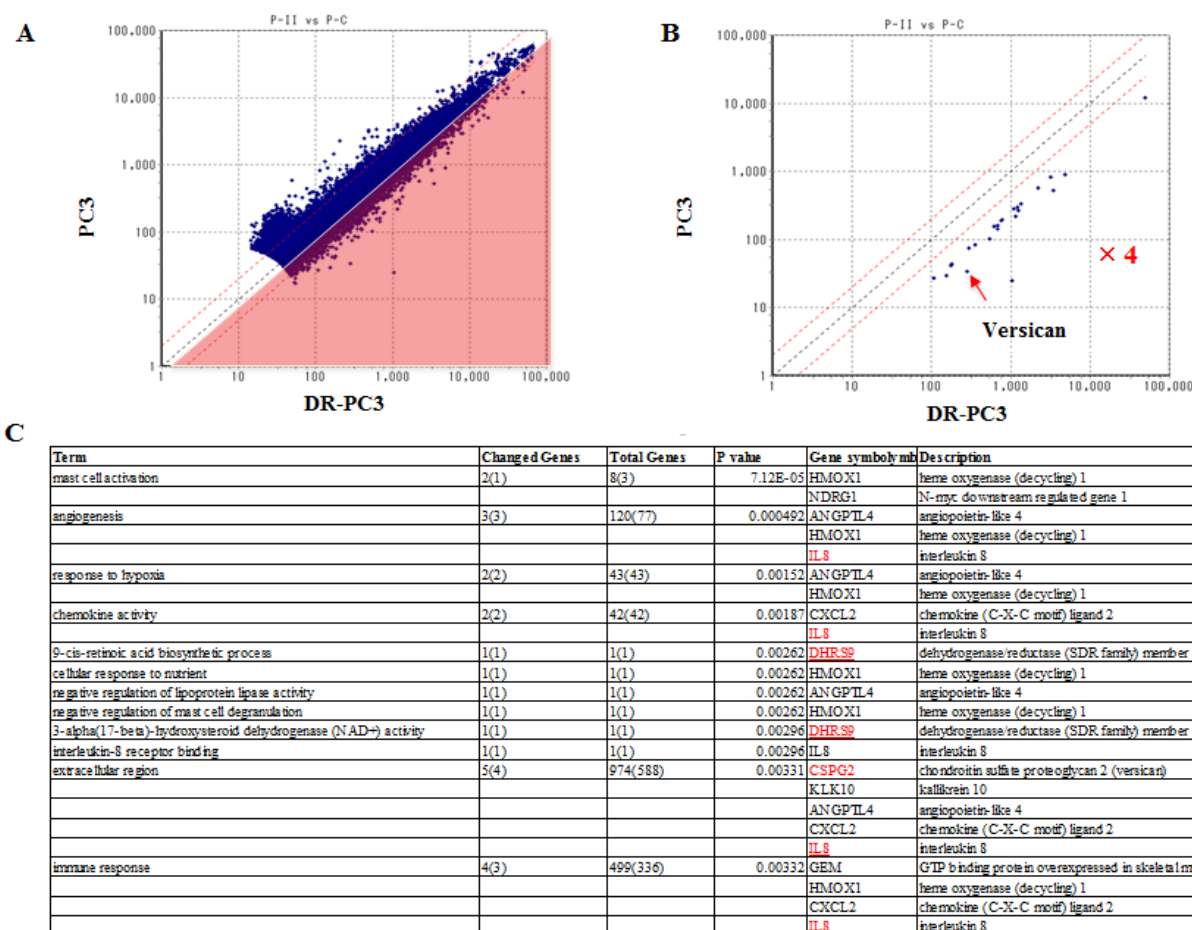 A
P-II vs P-C
100.000
10.000
1.000
100
10
1
10
100
1.000
10.000
100.000
PC3
DR-PC3
B
P-II vs P-C
100.000
10.000
1.000
100
10
1
10
100
1.000
10.000
100.000
PC3
× 4
Versican
DR-PC3
C
Term Changed Genes Total Genes P value Gene symbolymb Description
mast cell activation 2(1) 8(3) 7.12E-05 HMOX1 heme oxygenase (decycling) 1
NDRG1 N-myc downstream regulated gene 1
angiogenesis 3(3) 120(77) 0.000492 ANGPTL4 angiopoietin-like 4
HMOX1 heme oxygenase (decycling) 1
IL8 interleukin 8
response to hypoxia 2(2) 43(43) 0.00152 ANGPTL4 angiopoietin-like 4
HMOX1 heme oxygenase (decycling) 1
chemokine activity 2(2) 42(42) 0.00187 CXCL2 chemokine (C-X-C motif) ligand 2
IL8 interleukin 8
9-cis-retinoic acid biosynthetic process 1(1) 1(1) 0.00262 DHRS9 dehydrogenase/reductase (SDR family) member
cellular response to nutrient 1(1) 1(1) 0.00262 HMOX1 heme oxygenase (decycling) 1
negative regulation of lipoprotein lipase activity 1(1) 1(1) 0.00262 ANGPTL4 angiopoietin-like 4
negative regulation of mast cell degranulation 1(1) 1(1) 0.00262 HMOX1 heme oxygenase (decycling) 1
3-alpha(17-beta)-hydroxysteroid dehydrogenase (NAD+) activity 1(1) 1(1) 0.00296 DHRS9 dehydrogenase/reductase (SDR family) member
interleukin-8 receptor binding 1(1) 1(1) 0.00296 IL8 interleukin 8
extracellular region 5(4) 974(588) 0.00331 CSPG2 chondroitin sulfate proteoglycan 2 (versican)
KLK10 kallikrein 10
ANGPTL4 angiopoietin-like 4
CXCL2 chemokine (C-X-C motif) ligand 2
IL8 interleukin 8
immune response 4(3) 499(336) 0.00332 GEM GTP binding protein overexpressed in skeletal m
HMOX1 heme oxygenase (decycling) 1
CXCL2 chemokine (C-X-C motif) ligand 2
IL8 interleukin 8